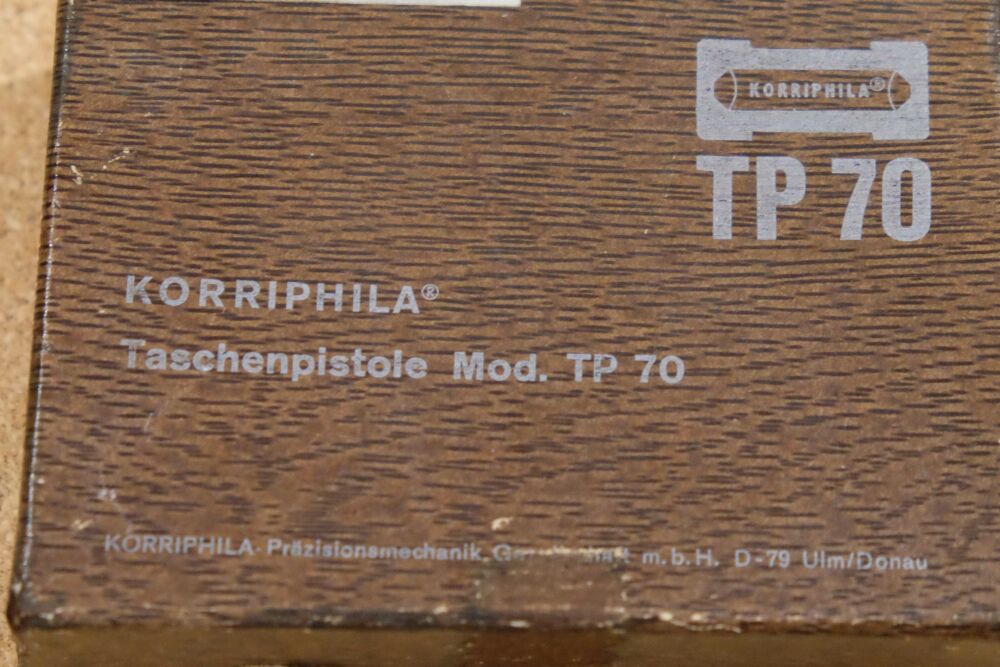 KORRIPHILA®
TP 70
KORRIPHILA®
Taschenpistole Mod. TP 70
KORRIPHILA-Präzisionsmechanik m.b.H. D-79 Ulm/Donau